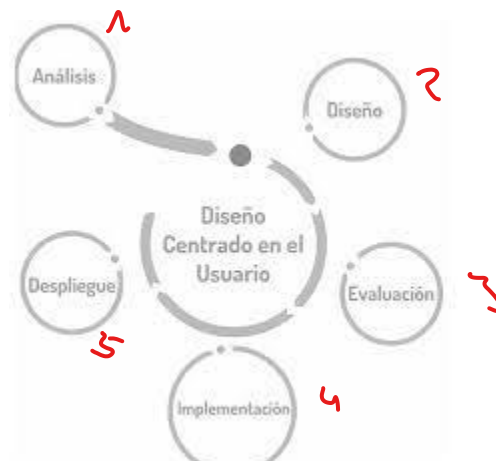 1
Análisis
2
Diseño
Diseño
Centrado en el
Usuario
Evaluación
3
Despliegue
5
Implementación
4